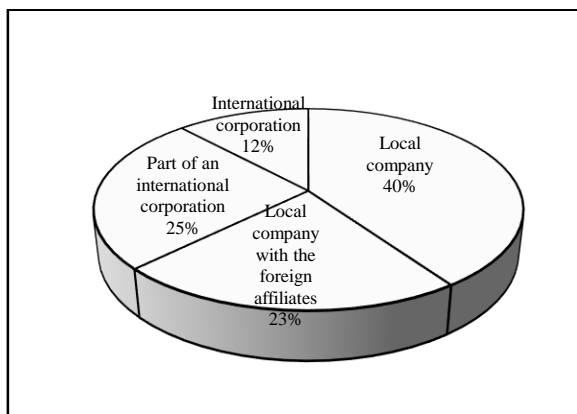 International
corporation
12%
Local
company
40%
Part of an
international
corporation
25%
Local
company
with the
foreign
affiliates
23%